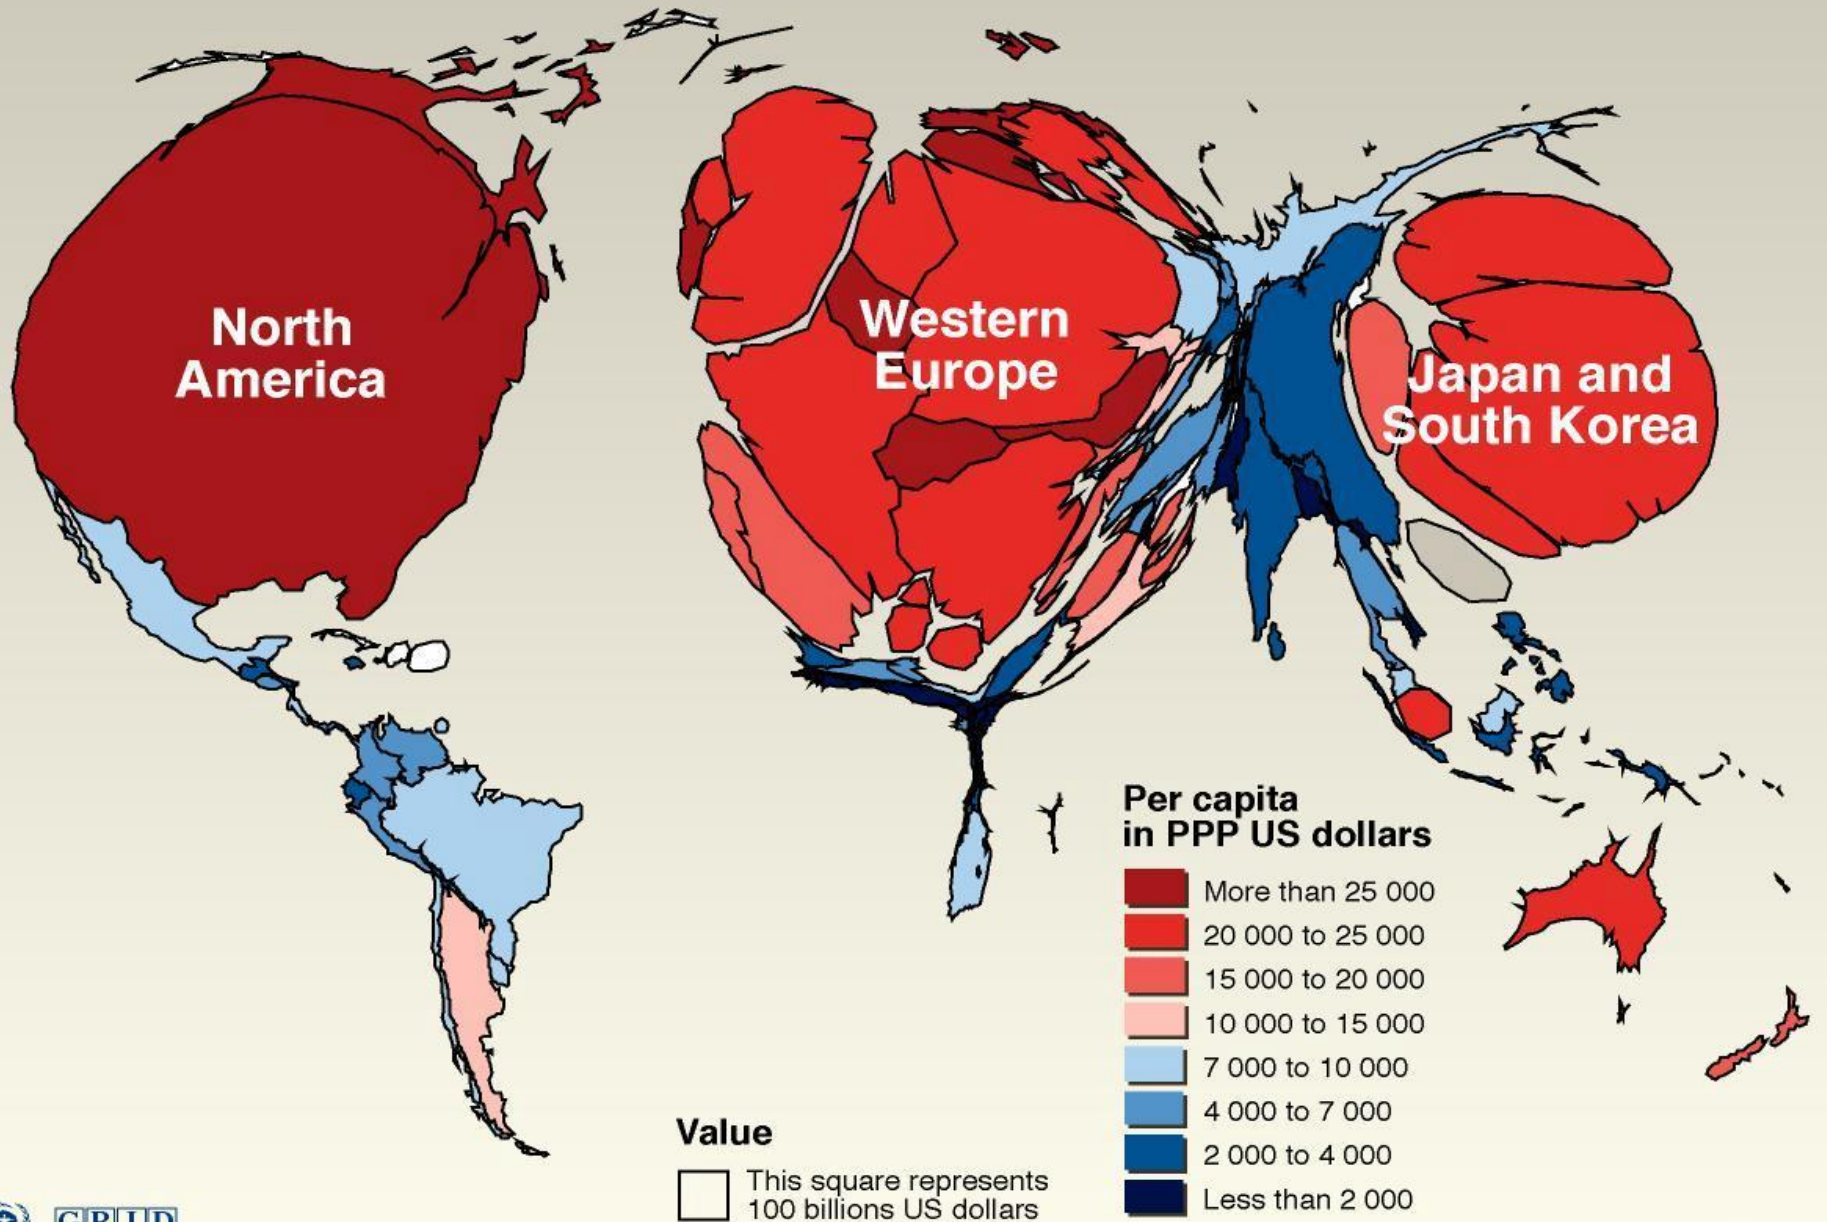 North
America
Western
Europe
Japan and
South Korea
Per capita
in PPP US dollars
More than 25 000
20 000 to 25 000
15 000 to 20 000
10 000 to 15 000
7 000 to 10 000
4 000 to 7 000
2 000 to 4 000
Less than 2 000
Value
This square represents
100 billions US dollars
GRID